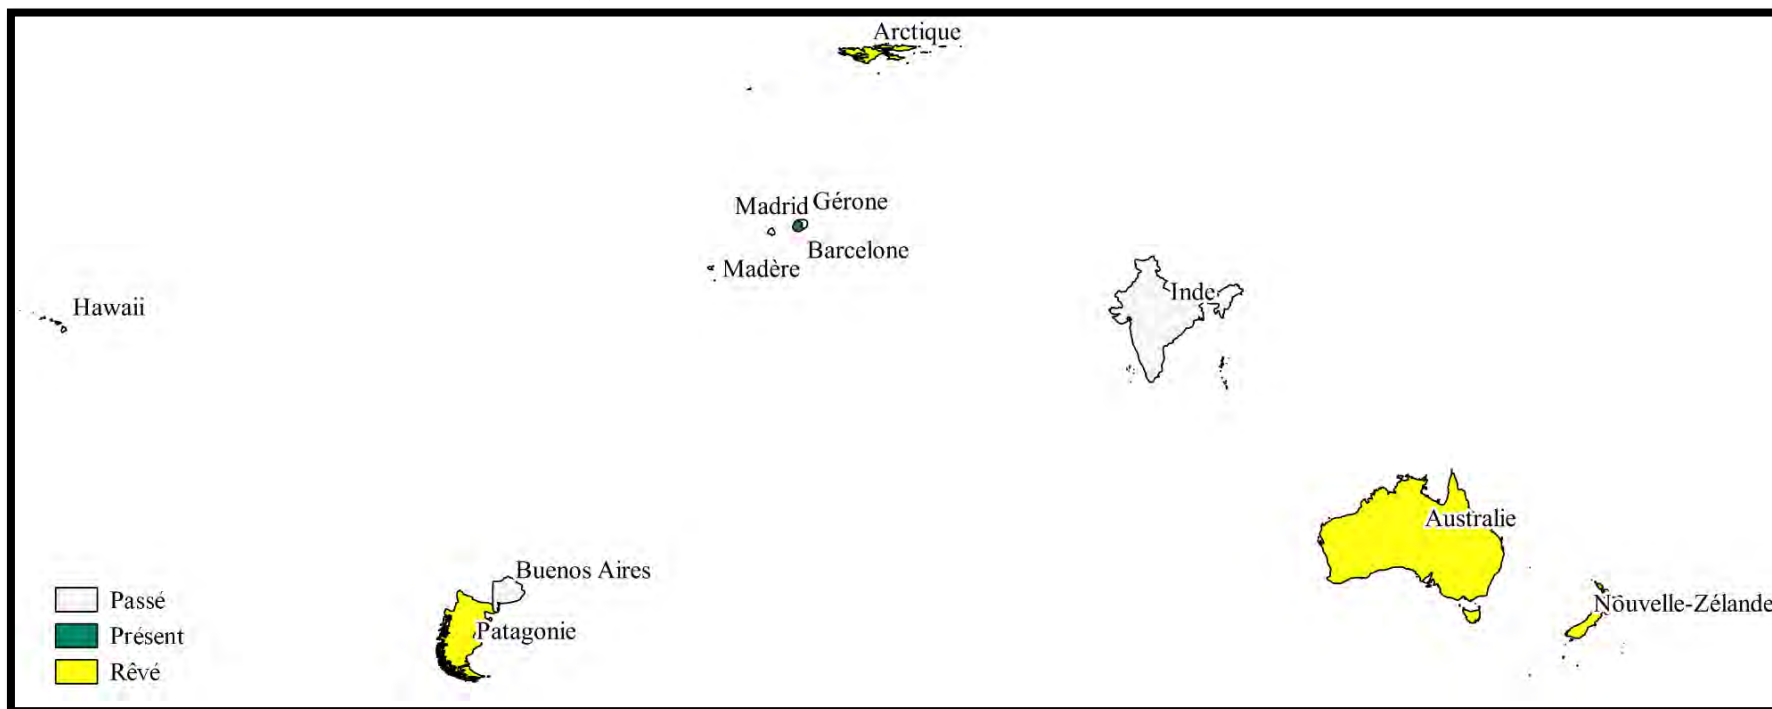 Arctique
Madrid Gérone
Barcelone
Madère
Inde
Hawaii
Australie
Buenos Aires
Nouvelle-Zélande
Patagonie
Passé
Présent
Rêvé